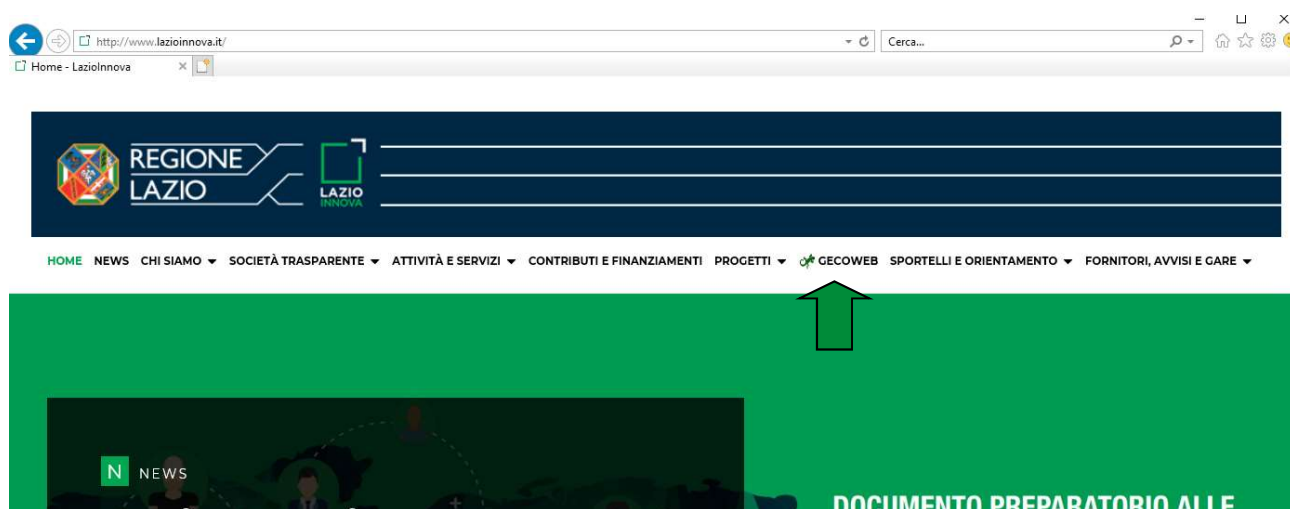 http://www.lazioinnova.it/
Cerca...
Home - LazioInnova
REGIONE
LAZIO
LAZIO
INNOVA
HOME NEWS CHI SIAMO SOCIETÀ TRASPARENTE ATTIVITÀ E SERVIZI CONTRIBUTI E FINANZIAMENTI PROGETTI GECOWEB SPORTELLI E ORIENTAMENTO FORNITORI, AVVISI E GARE
N NEWS
DOCUMENTO PREPARATORIO ALLE